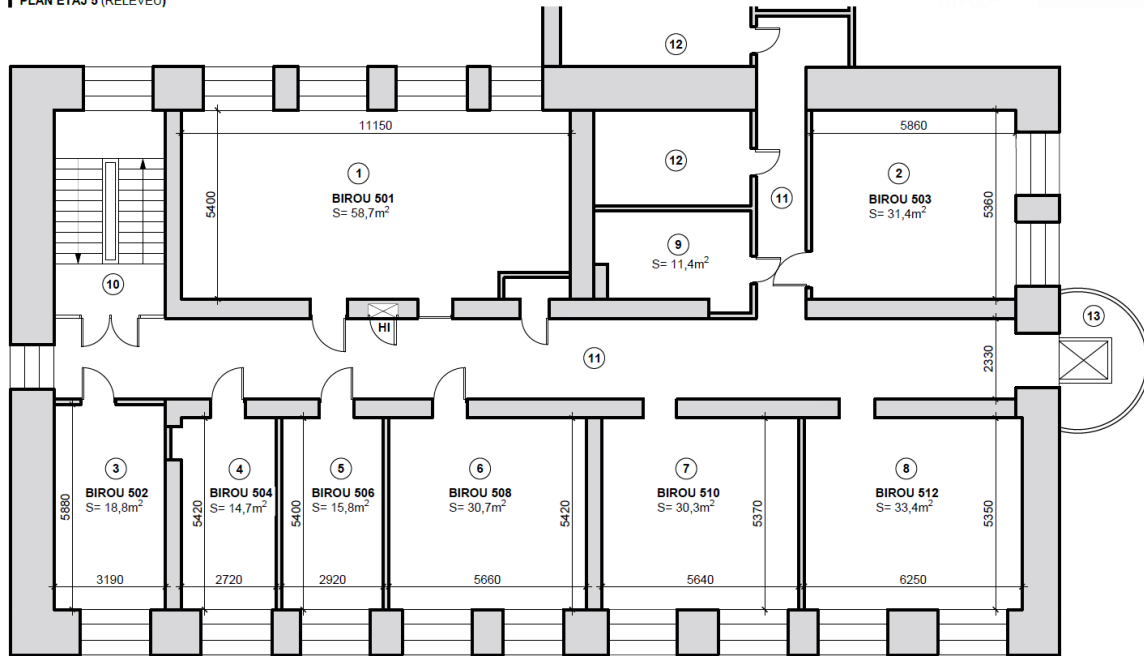 PLAN ETAJ 5 (RELEVEU)
12
11150
5860
1
BIROU 501
S= 58,7m²
5400
12
2
BIROU 503
S= 31,4m²
5360
11
9
S= 11,4m²
10
HI
13
11
2330
3
BIROU 502
S= 18,8m²
5880
3190
4
BIROU 504
S= 14,7m²
5420
2720
5
BIROU 506
S= 15,8m²
5400
2920
6
BIROU 508
S= 30,7m²
5420
5660
7
BIROU 510
S= 30,3m²
5370
5640
8
BIROU 512
S= 33,4m²
5350
6250